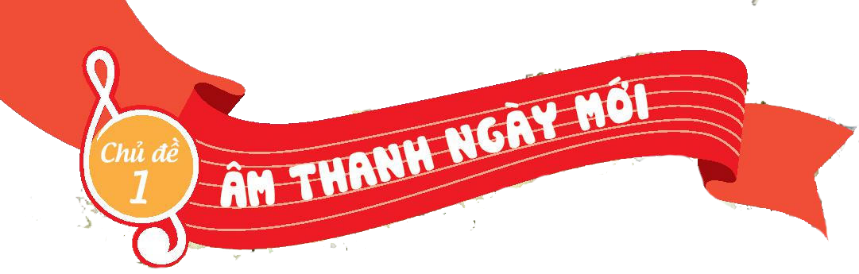 Chủ đề
1
ÂM THANH NGÀY MỚI